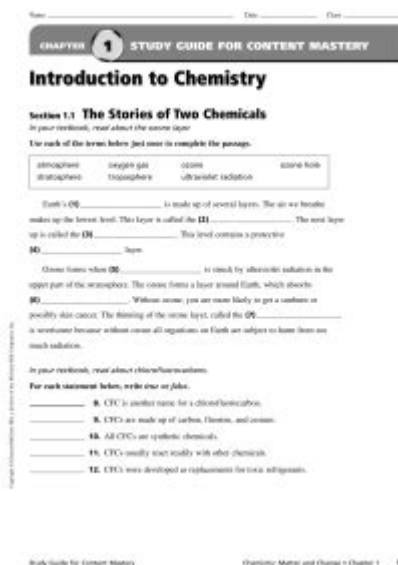 Name Date Class
CHAPTER 1 STUDY GUIDE FOR CONTENT MASTERY
Introduction to Chemistry
Section 1.1 The Stories of Two Chemicals
In your textbook, read about the ozone layer.
Use each of the terms below just once to complete the passage.
atmosphere oxygen gas ozone ozone hole
stratosphere troposphere ultraviolet radiation
Earth's (1) is made up of several layers. The air we breathe
makes up the lowest level. This layer is called the (2) . The next layer
up is called the (3) . This level contains a protective
(4) layer.
Ozone forms when (5) is struck by ultraviolet radiation in the
upper part of the stratosphere. The ozone forms a layer around Earth, which absorbs
(6) . Without ozone, you are more likely to get a sunburn or
possibly skin cancer. The thinning of the ozone layer, called the (7)
is worrisome because without ozone all organisms on Earth are subject to harm from too
much radiation.
In your textbook, read about chlorofluorocarbons.
For each statement below, write true or false.
8. CFC is another name for a chlorofluorocarbon.
9. CFCs are made up of carbon, fluorine, and
10. All CFCs are synthetic chemicals.
11. CFCs usually react readily with other chemicals.
12. CFCs were developed as replacements for toxic refrigerants.
Study Guide for Content Mastery Chemistry: Matter and Change • Chapter 1